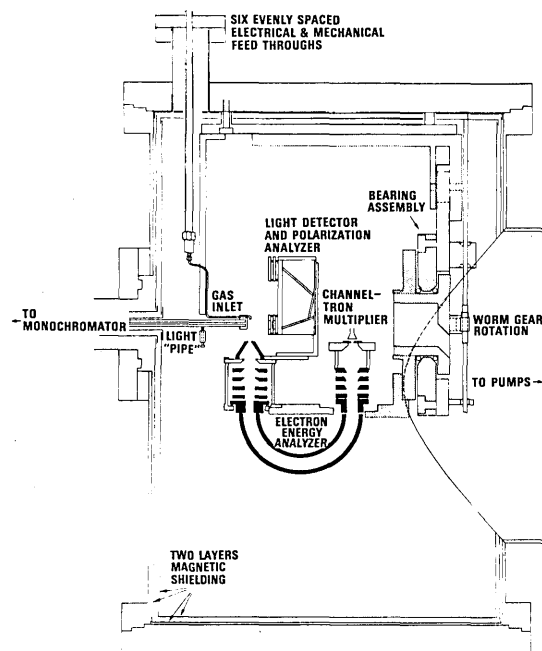 SIX EVENLY SPACED
ELECTRICAL & MECHANICAL
FEED THROUGHS
BEARING
ASSEMBLY
LIGHT DETECTOR
AND POLARIZATION
ANALYZER
GAS
INLET
CHANNEL-
TRON
MULTIPLIER
TO
MONOCHROMATOR
LIGHT
"PIPE"
WORM GEAR
ROTATION
TO PUMPS
ELECTRON
ENERGY
ANALYZER
TWO LAYERS
MAGNETIC
SHIELDING